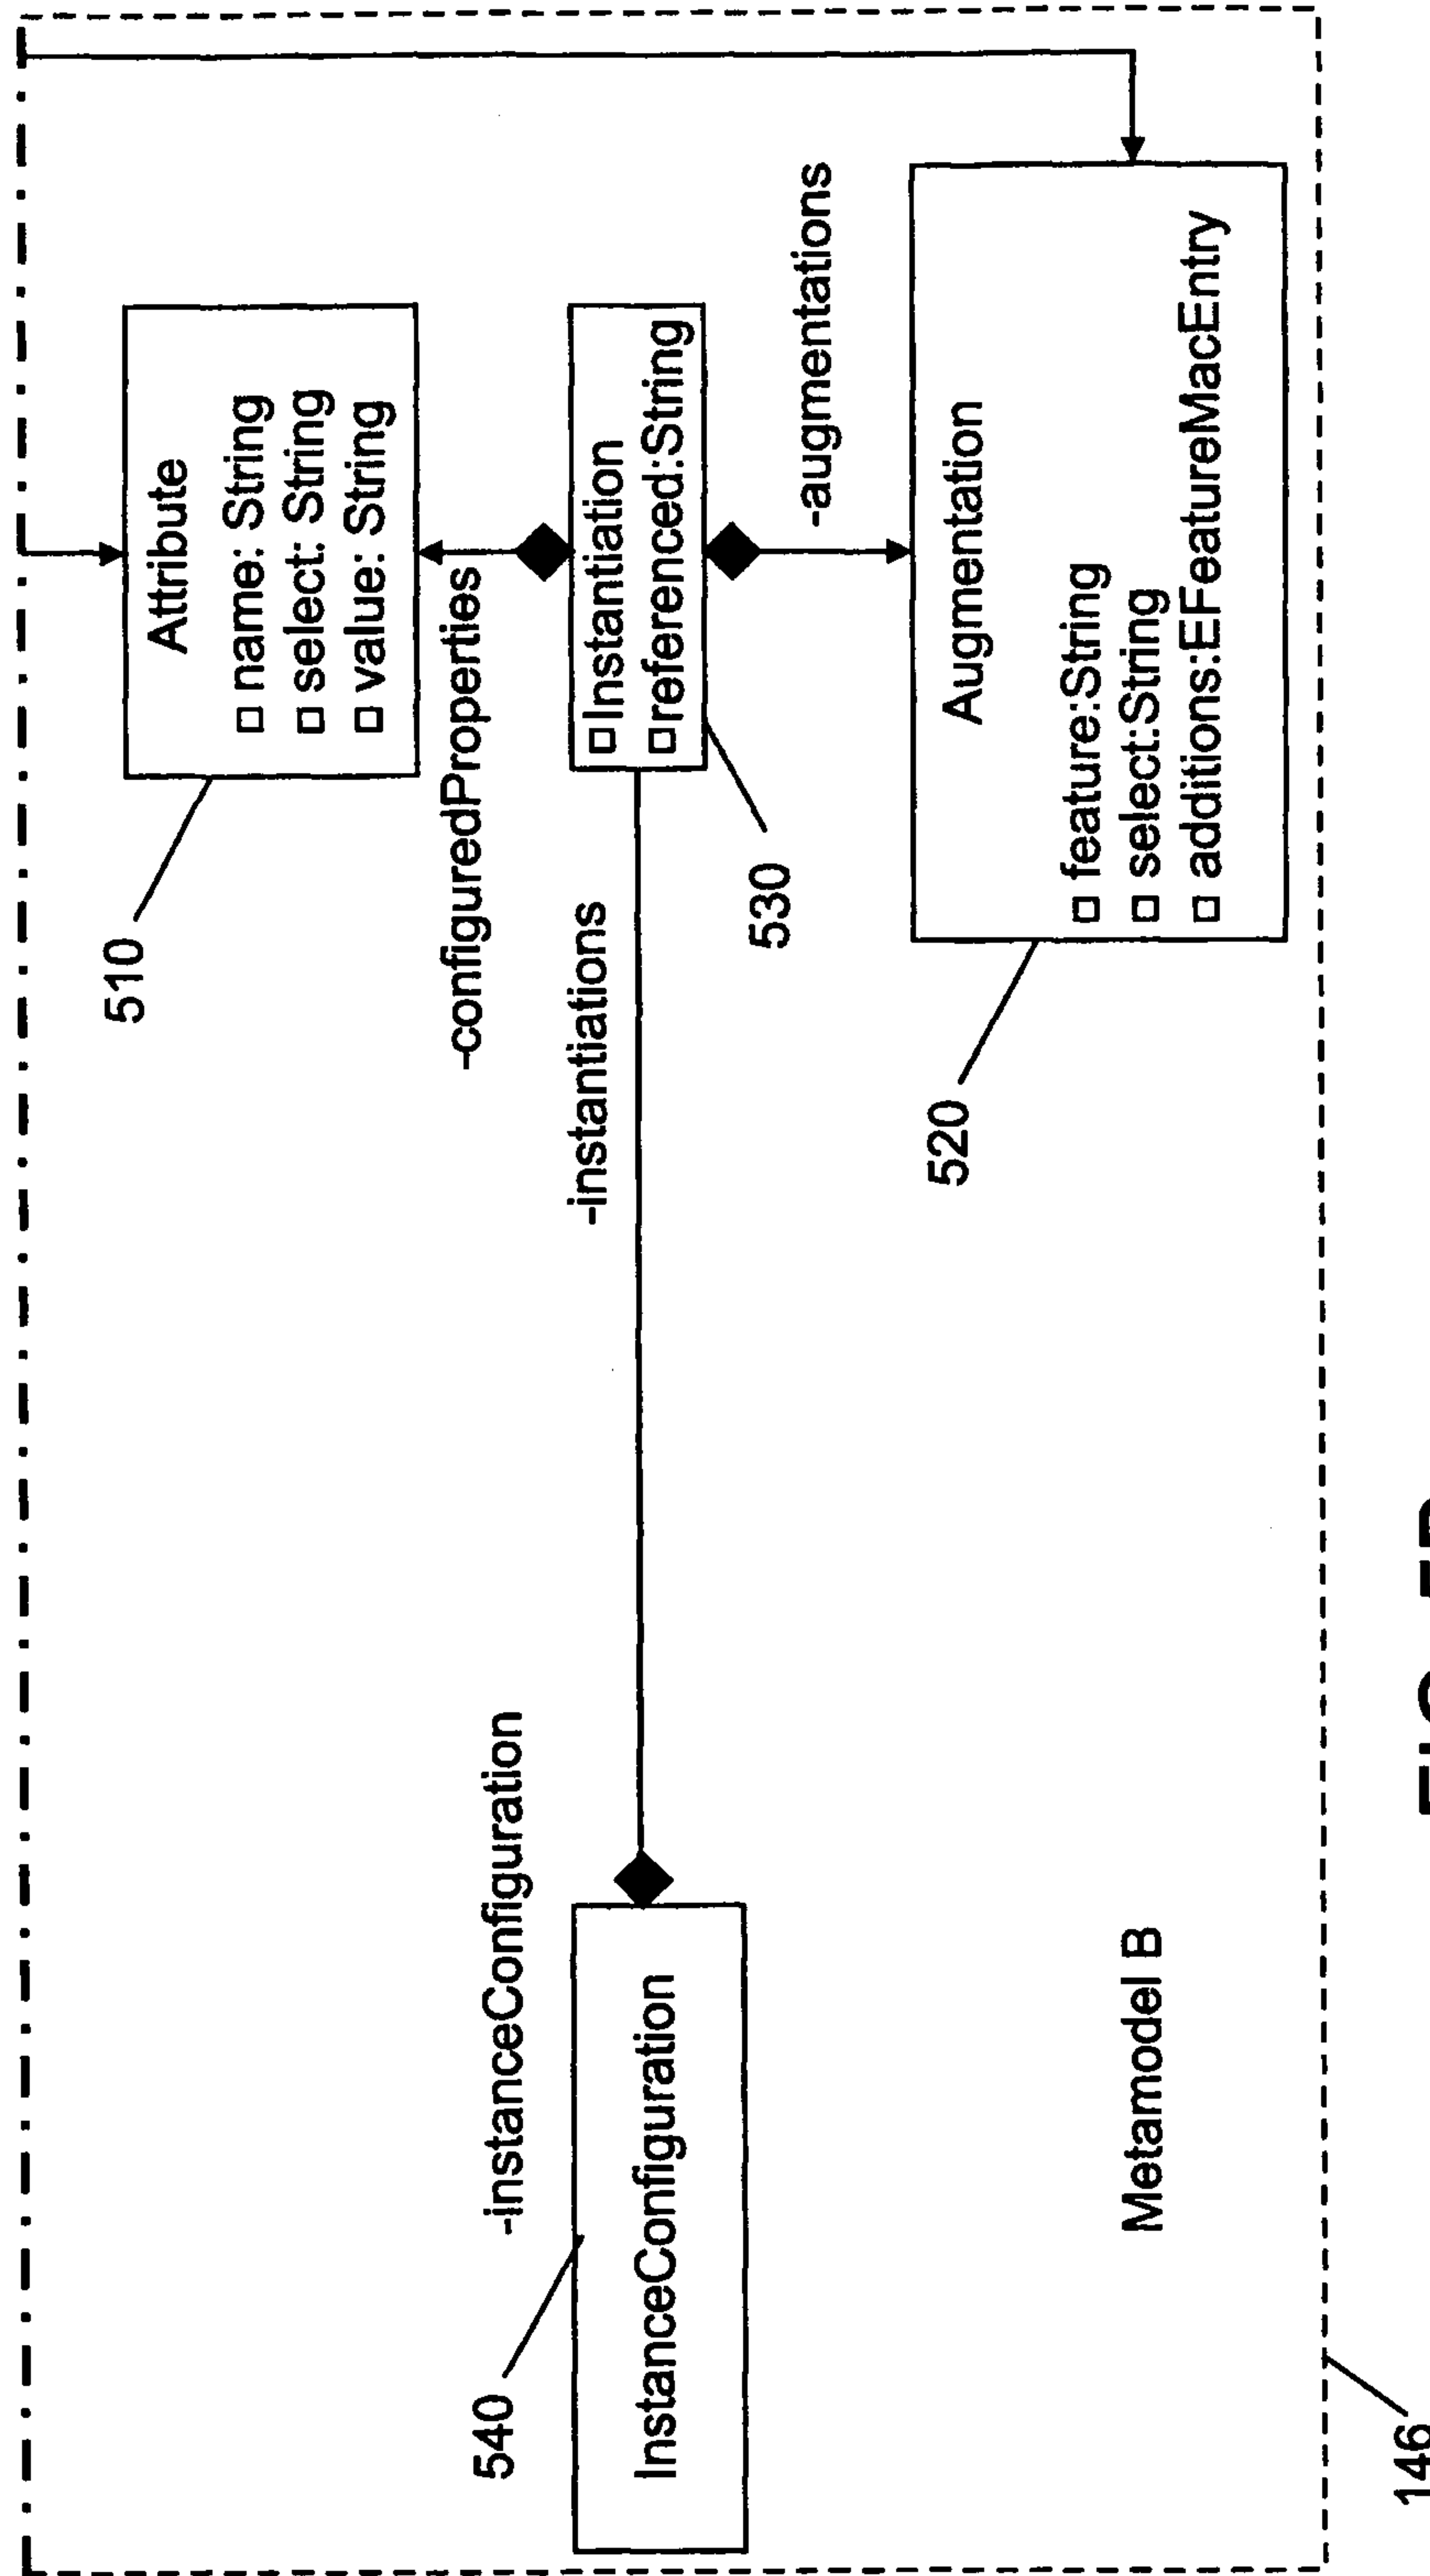 510
Attribute
name: String
select: String
value: String
-configuredProperties
540
-instanceConfiguration
InstanceConfiguration
-instantiations
Instantiation
referenced:String
530
-augmentations
520
Augmentation
feature:String
select:String
additions:EFeatureMacEntry
Metamodel B
146